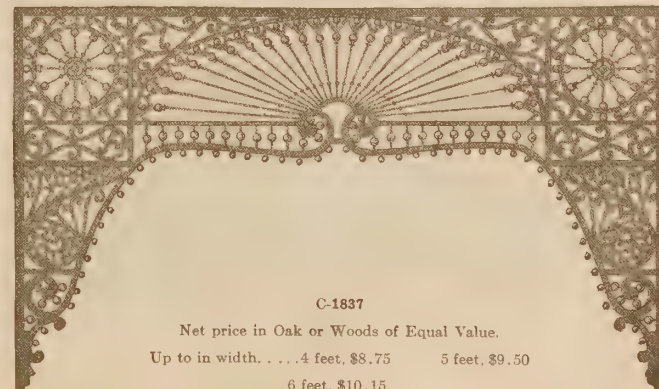 C-1837
Net price in Oak or Woods of Equal Value.
Up to in width. . . . .4 feet, $8.75 5 feet, $9.50
6 feet, $10.15